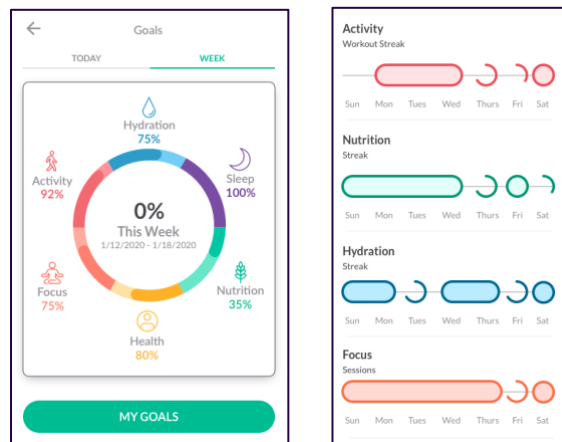 Goals
TODAY WEEK
Hydration
75%
Sleep
100%
Activity
92%
0%
This Week
1/12/2020 - 1/18/2020
Nutrition
35%
Focus
75%
Health
80%
MY GOALS
Activity
Workout Streak
Sun Mon Tues Wed Thurs Fri Sat
Nutrition
Streak
Sun Mon Tues Wed Thurs Fri Sat
Hydration
Streak
Sun Mon Tues Wed Thurs Fri Sat
Focus
Sessions
Sun Mon Tues Wed Thurs Fri Sat